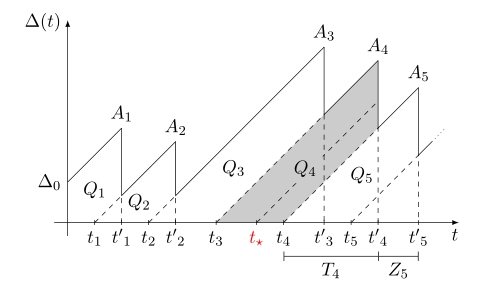 Δ(t)
A₃
A₄
A₅
A₁
A₂
Δ₀
Q₁ Q₂ Q₃ Q₄ Q₅
t₁ t'₁ t₂ t'₂ t₃ t⋆ t₄ t'₃ t₅ t'₄ t'₅ t
T₄ Z₅